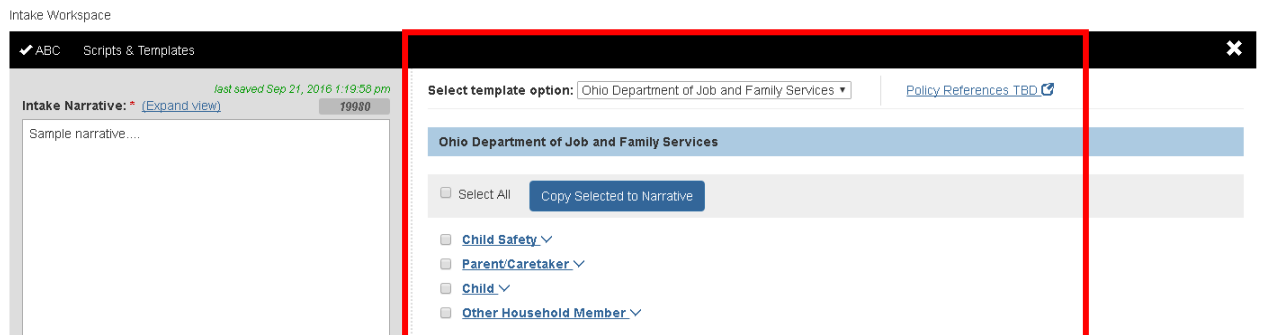 Intake Workspace
ABC Scripts & Templates
last saved Sep 21, 2016 1:19:58 pm
Intake Narrative: * (Expand view) 19980
Sample narrative....
Select template option: Ohio Department of Job and Family Services Policy References TBD
Ohio Department of Job and Family Services
Select All Copy Selected to Narrative
Child Safety
Parent/Caretaker
Child
Other Household Member